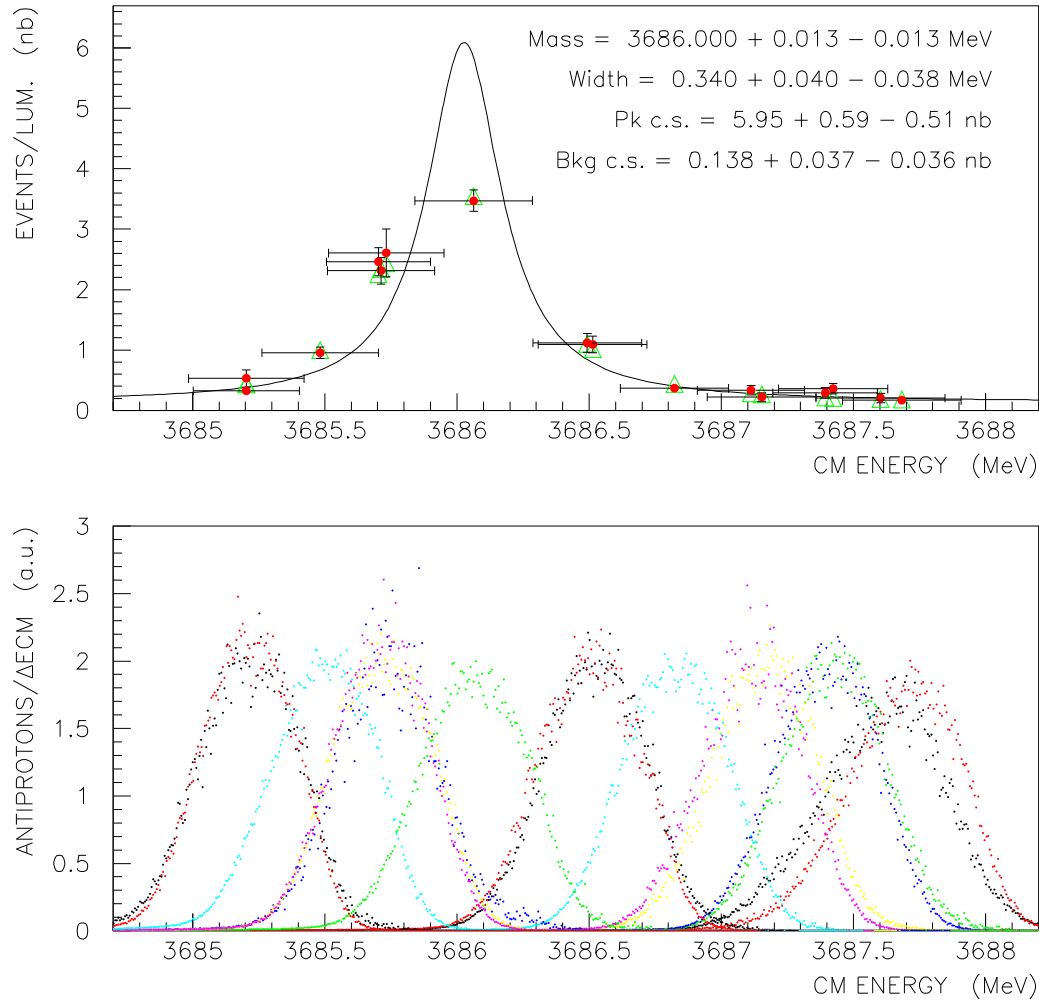 EVENTS/LUM. (nb)
Mass = 3686.000 + 0.013 − 0.013 MeV
Width = 0.340 + 0.040 − 0.038 MeV
Pk c.s. = 5.95 + 0.59 − 0.51 nb
Bkg c.s. = 0.138 + 0.037 − 0.036 nb
6
5
4
3
2
1
0
3685 3685.5 3686 3686.5 3687 3687.5 3688
CM ENERGY (MeV)
ANTIPROTONS/ΔECM (a.u.)
3
2.5
2
1.5
1
0.5
0
3685 3685.5 3686 3686.5 3687 3687.5 3688
CM ENERGY (MeV)